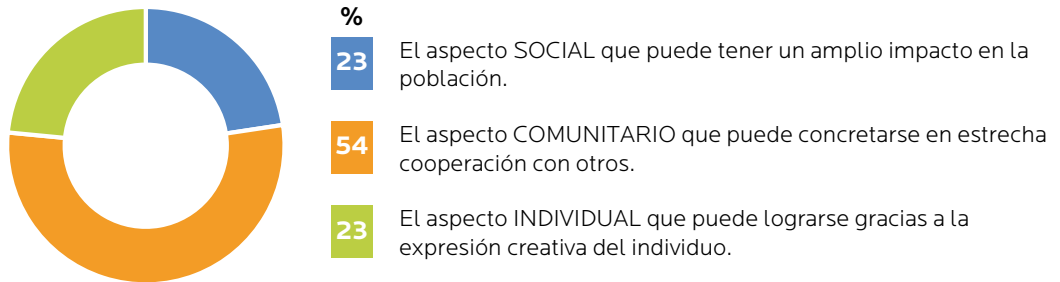 %
23 El aspecto SOCIAL que puede tener un amplio impacto en la
población.
54 El aspecto COMUNITARIO que puede concretarse en estrecha
cooperación con otros.
23 El aspecto INDIVIDUAL que puede lograrse gracias a la
expresión creativa del individuo.